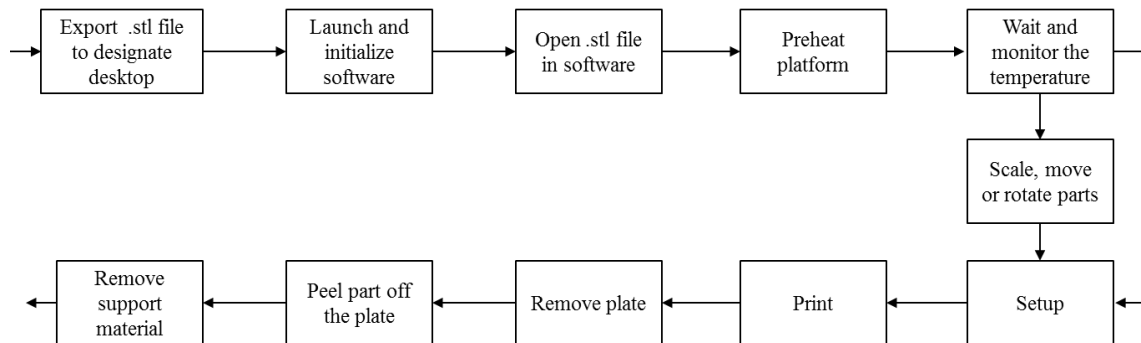 Export .stl file
to designate
desktop
Launch and
initialize
software
Open .stl file
in software
Preheat
platform
Wait and
monitor the
temperature
Scale, move
or rotate parts
Setup
Print
Remove plate
Peel part off
the plate
Remove
support
material